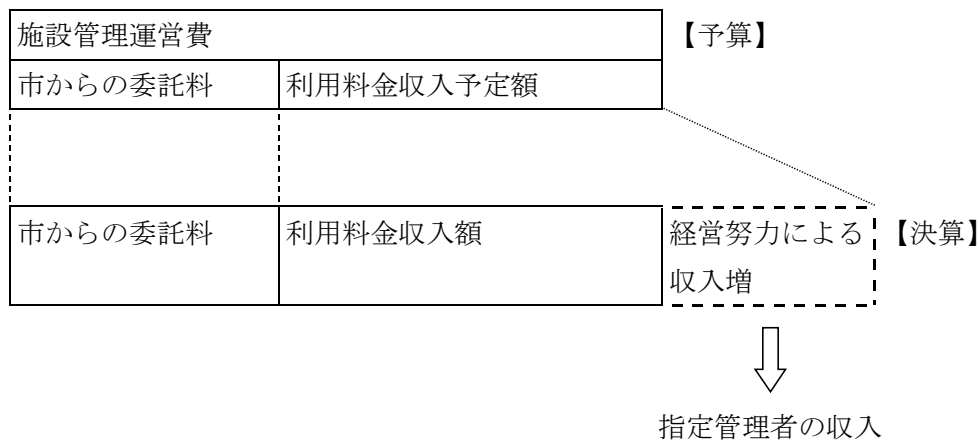 施設管理運営費
【予算】
市からの委託料
利用料金収入予定額
市からの委託料
利用料金収入額
経営努力による
収入増
【決算】
指定管理者の収入